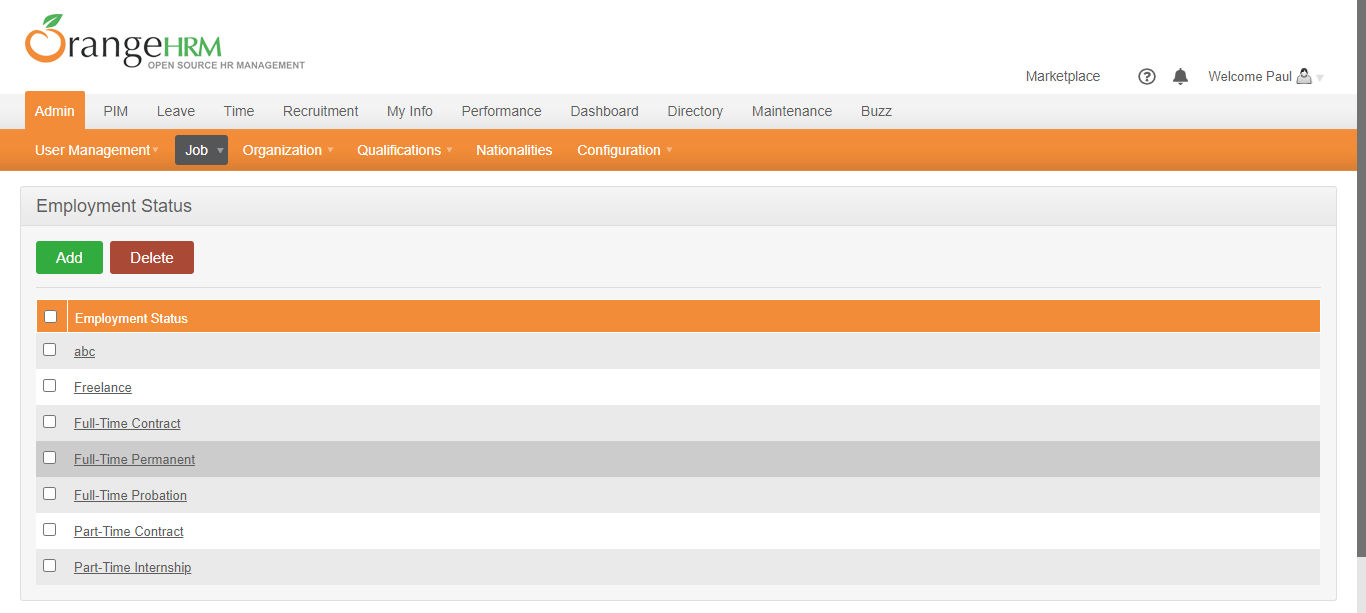 OrangeHRM
OPEN SOURCE HR MANAGEMENT
Marketplace ? Welcome Paul
Admin PIM Leave Time Recruitment My Info Performance Dashboard Directory Maintenance Buzz
User Management Job Organization Qualifications Nationalities Configuration
Employment Status
Add Delete
Employment Status
abc
Freelance
Full-Time Contract
Full-Time Permanent
Full-Time Probation
Part-Time Contract
Part-Time Internship